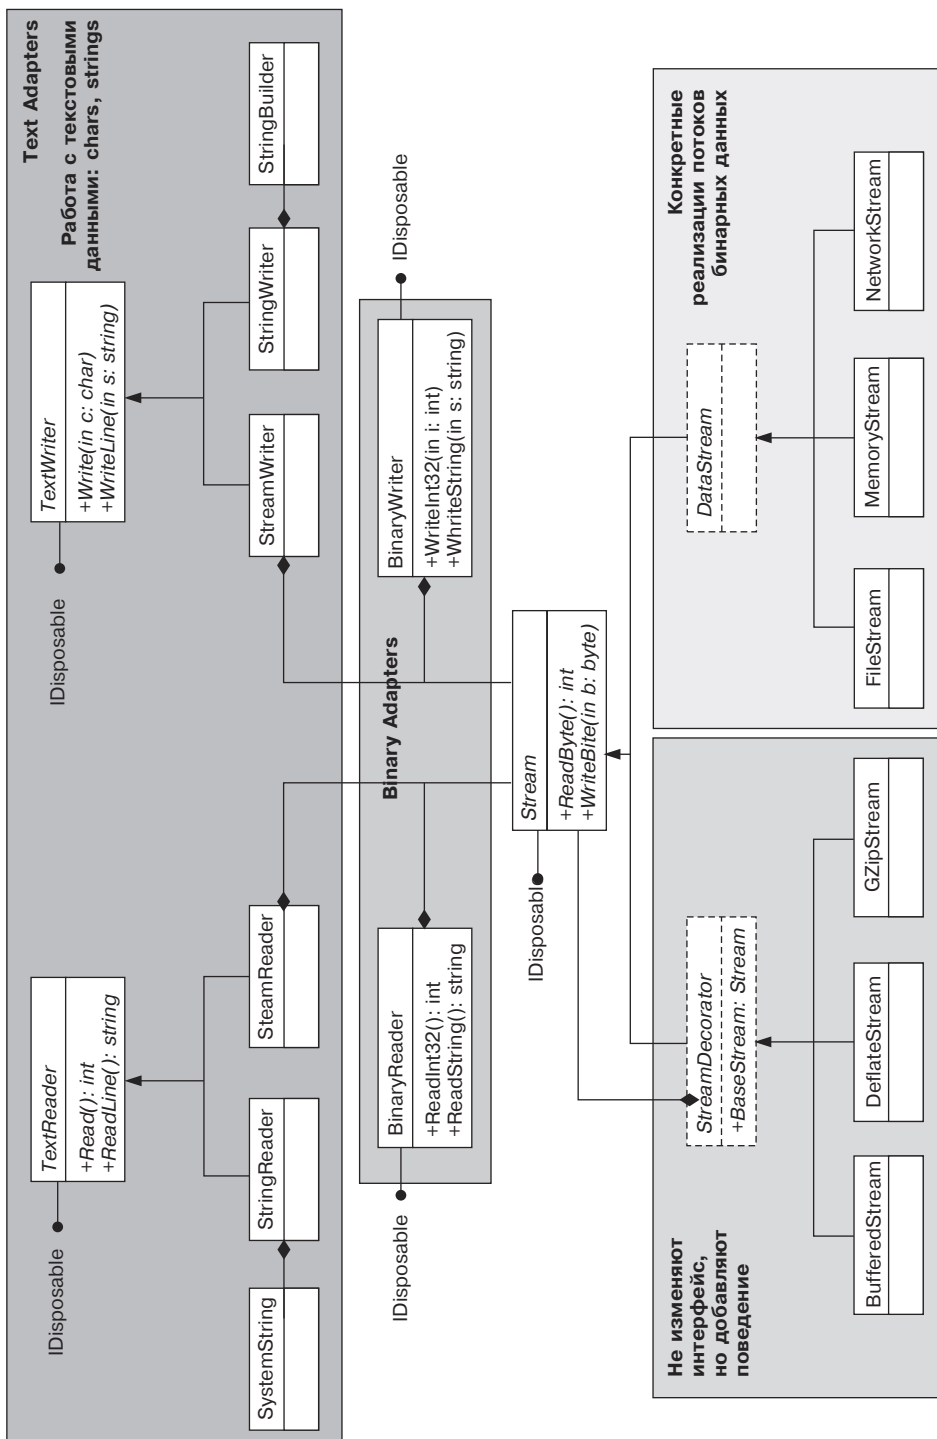 Text Adapters
Работа с текстовыми
данными: chars, strings
TextReader
+Read(): int
+ReadLine(): string
IDisposable
TextWriter
+Write(in c: char)
+WriteLine(in s: string)
IDisposable
SystemString
StringReader
SteamReader
StreamWriter
StringWriter
StringBuilder
Binary Adapters
IDisposable
BinaryReader
+ReadInt32(): int
+ReadString(): string
BinaryWriter
+WriteInt32(in i: int)
+WhriteString(in s: string)
IDisposable
IDisposable
Stream
+ReadByte(): int
+WriteBite(in b: byte)
Не изменяют
интерфейс,
но добавляют
поведение
StreamDecorator
+BaseStream: Stream
BufferedStream
DeflateStream
GZipStream
Конкретные
реализации потоков
бинарных данных
DataStream
FileStream
MemoryStream
NetworkStream